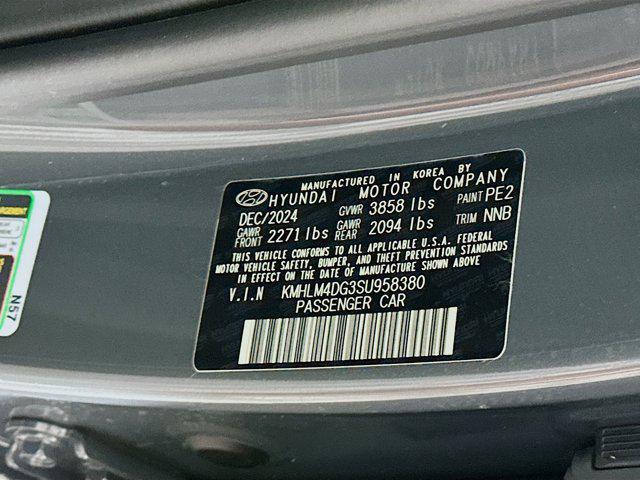 MANUFACTURED IN KOREA BY
HYUNDAI MOTOR COMPANY
DEC/2024 GVWR 3858 lbs PAINT PE2
GAWR FRONT 2271 lbs GAWR REAR 2094 lbs TRIM NNB
THIS VEHICLE CONFORMS TO ALL APPLICABLE U.S.A. FEDERAL
MOTOR VEHICLE SAFETY, BUMPER, AND THEFT PREVENTION STANDARDS
IN EFFECT ON THE DATE OF MANUFACTURE SHOWN ABOVE.
V.I.N KMHLM4DG3SU958380
PASSENGER CAR
N57